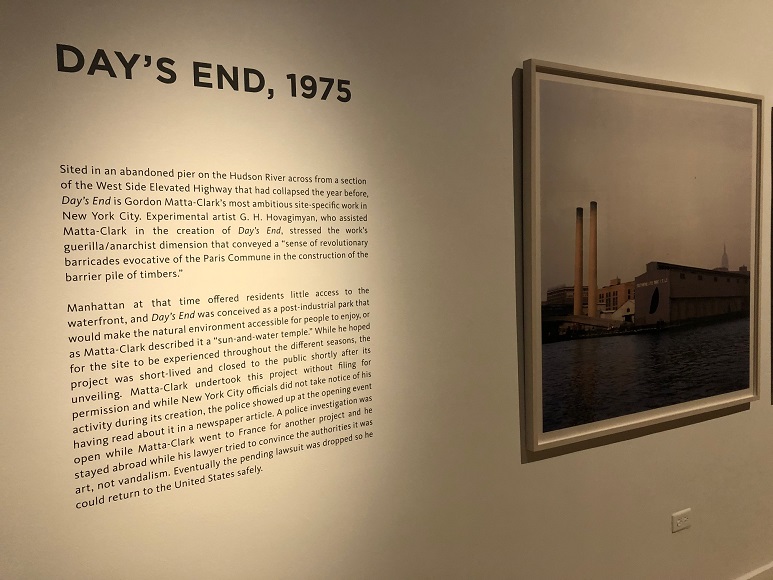 DAY'S END, 1975
Sited in an abandoned pier on the Hudson River across from a section
of the West Side Elevated Highway that had collapsed the year before,
Day's End is Gordon Matta-Clark's most ambitious site-specific work in
New York City. Experimental artist G. H. Hovagimyan, who assisted
Matta-Clark in the creation of Day's End, stressed the work's
guerilla/anarchist dimension that conveyed a "sense of revolutionary
barricades evocative of the Paris Commune in the construction of the
barrier pile of timbers."
Manhattan at that time offered residents little access to the
waterfront, and Day's End was conceived as a post-industrial park that
would make the natural environment accessible for people to enjoy, or
as Matta-Clark described it a "sun-and-water temple." While he hoped
for the site to be experienced throughout the different seasons, the
project was short-lived and closed to the public shortly after its
unveiling. Matta-Clark undertook this project without filing for
permission and while New York City officials did not take notice of his
activity during its creation, the police showed up at the opening event
having read about it in a newspaper article. A police investigation was
open while Matta-Clark went to France for another project and he
stayed abroad while his lawyer tried to convince the authorities it was
art, not vandalism. Eventually the pending lawsuit was dropped so he
could return to the United States safely.